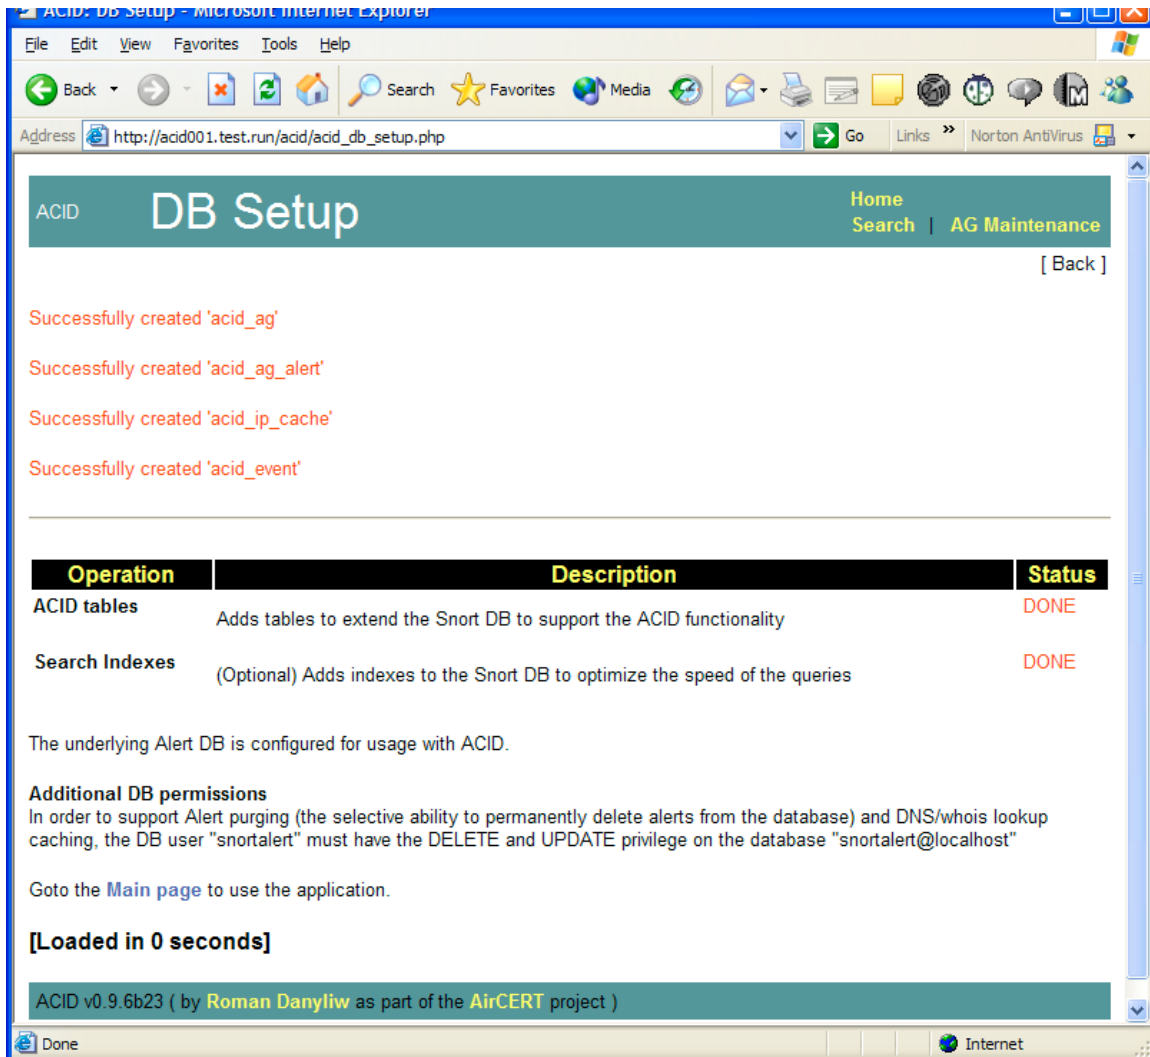 ACID: DB Setup - Microsoft Internet Explorer
File Edit View Favorites Tools Help
Back Search Favorites Media
Address http://acid001.test.run/acid/acid_db_setup.php Go Links » Norton AntiVirus
ACID DB Setup
Home
Search | AG Maintenance
[ Back ]
Successfully created 'acid_ag'
Successfully created 'acid_ag_alert'
Successfully created 'acid_ip_cache'
Successfully created 'acid_event'
Operation Description Status
ACID tables Adds tables to extend the Snort DB to support the ACID functionality DONE
Search Indexes (Optional) Adds indexes to the Snort DB to optimize the speed of the queries DONE
The underlying Alert DB is configured for usage with ACID.
Additional DB permissions
In order to support Alert purging (the selective ability to permanently delete alerts from the database) and DNS/whois lookup
caching, the DB user "snortalert" must have the DELETE and UPDATE privilege on the database "snortalert@localhost"
Goto the Main page to use the application.
[Loaded in 0 seconds]
ACID v0.9.6b23 ( by Roman Danyliw as part of the AirCERT project )
Done Internet